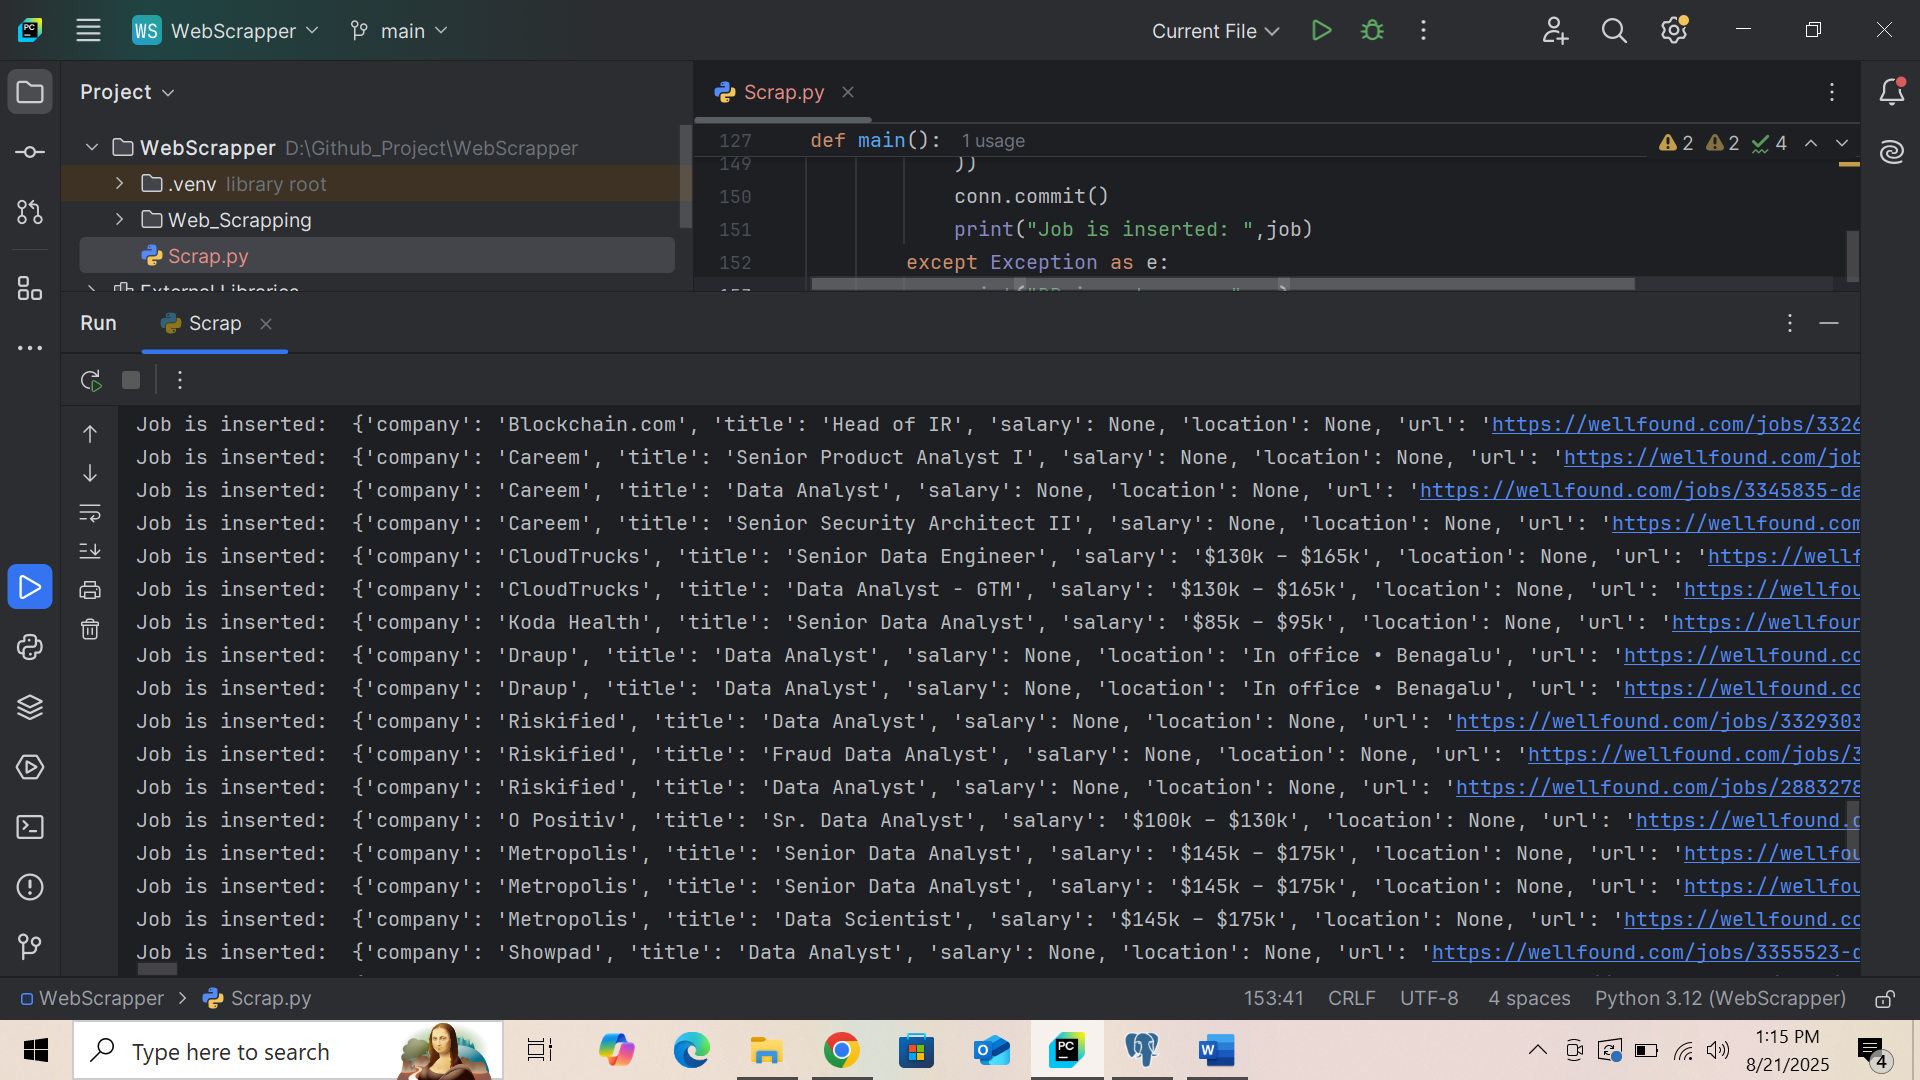 WS WebScrapper main Current File
Project
Scrap.py
WebScrapper D:\Github_Project\WebScrapper
.venv library root
Web_Scrapping
Scrap.py
External Libraries
127 def main(): 1 usage 2 2 4
149 ))
150 conn.commit()
151 print("Job is inserted: ",job)
152 except Exception as e:
Run Scrap
Job is inserted:  {'company': 'Blockchain.com', 'title': 'Head of IR', 'salary': None, 'location': None, 'url': 'https://wellfound.com/jobs/3326
Job is inserted:  {'company': 'Careem', 'title': 'Senior Product Analyst I', 'salary': None, 'location': None, 'url': 'https://wellfound.com/job
Job is inserted:  {'company': 'Careem', 'title': 'Data Analyst', 'salary': None, 'location': None, 'url': 'https://wellfound.com/jobs/3345835-da
Job is inserted:  {'company': 'Careem', 'title': 'Senior Security Architect II', 'salary': None, 'location': None, 'url': 'https://wellfound.com
Job is inserted:  {'company': 'CloudTrucks', 'title': 'Senior Data Engineer', 'salary': '$130k – $165k', 'location': None, 'url': 'https://wellf
Job is inserted:  {'company': 'CloudTrucks', 'title': 'Data Analyst - GTM', 'salary': '$130k – $165k', 'location': None, 'url': 'https://wellfou
Job is inserted:  {'company': 'Koda Health', 'title': 'Senior Data Analyst', 'salary': '$85k – $95k', 'location': None, 'url': 'https://wellfoun
Job is inserted:  {'company': 'Draup', 'title': 'Data Analyst', 'salary': None, 'location': 'In office • Benagalu', 'url': 'https://wellfound.co
Job is inserted:  {'company': 'Draup', 'title': 'Data Analyst', 'salary': None, 'location': 'In office • Benagalu', 'url': 'https://wellfound.co
Job is inserted:  {'company': 'Riskified', 'title': 'Data Analyst', 'salary': None, 'location': None, 'url': 'https://wellfound.com/jobs/3329303
Job is inserted:  {'company': 'Riskified', 'title': 'Fraud Data Analyst', 'salary': None, 'location': None, 'url': 'https://wellfound.com/jobs/3
Job is inserted:  {'company': 'Riskified', 'title': 'Data Analyst', 'salary': None, 'location': None, 'url': 'https://wellfound.com/jobs/2883278
Job is inserted:  {'company': 'O Positiv', 'title': 'Sr. Data Analyst', 'salary': '$100k – $130k', 'location': None, 'url': 'https://wellfound.c
Job is inserted:  {'company': 'Metropolis', 'title': 'Senior Data Analyst', 'salary': '$145k – $175k', 'location': None, 'url': 'https://wellfou
Job is inserted:  {'company': 'Metropolis', 'title': 'Senior Data Analyst', 'salary': '$145k – $175k', 'location': None, 'url': 'https://wellfou
Job is inserted:  {'company': 'Metropolis', 'title': 'Data Scientist', 'salary': '$145k – $175k', 'location': None, 'url': 'https://wellfound.co
Job is inserted:  {'company': 'Showpad', 'title': 'Data Analyst', 'salary': None, 'location': None, 'url': 'https://wellfound.com/jobs/3355523-d
WebScrapper Scrap.py 153:41 CRLF UTF-8 4 spaces Python 3.12 (WebScrapper)
Type here to search
1:15 PM
8/21/2025
4